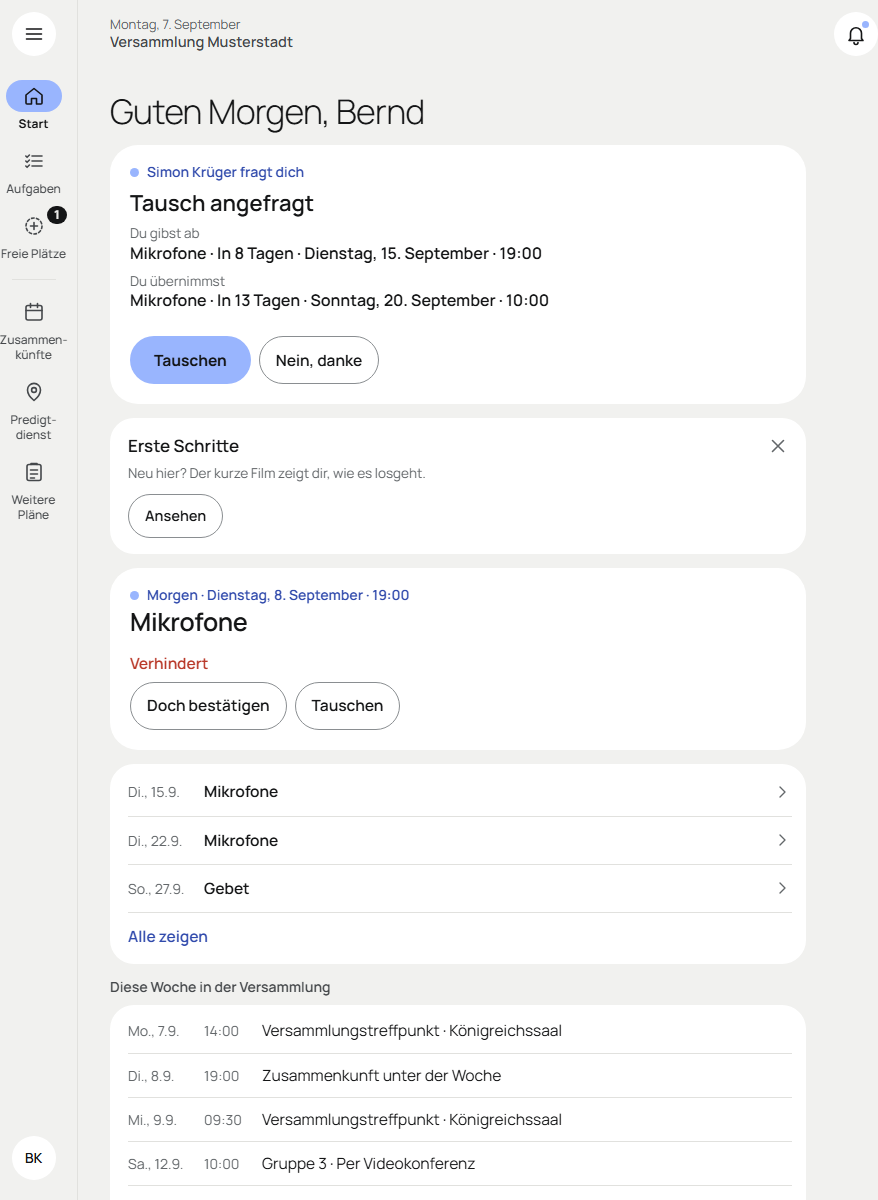 Montag, 7. September
Versammlung Musterstadt
Start
Aufgaben
1
Freie Plätze
Zusammen-
künfte
Predigt-
dienst
Weitere
Pläne
BK
Guten Morgen, Bernd
Simon Krüger fragt dich
Tausch angefragt
Du gibst ab
Mikrofone · In 8 Tagen · Dienstag, 15. September · 19:00
Du übernimmst
Mikrofone · In 13 Tagen · Sonntag, 20. September · 10:00
Tauschen
Nein, danke
Erste Schritte
Neu hier? Der kurze Film zeigt dir, wie es losgeht.
Ansehen
Morgen · Dienstag, 8. September · 19:00
Mikrofone
Verhindert
Doch bestätigen
Tauschen
Di., 15.9. Mikrofone
Di., 22.9. Mikrofone
So., 27.9. Gebet
Alle zeigen
Diese Woche in der Versammlung
Mo., 7.9. 14:00 Versammlungstreffpunkt · Königreichssaal
Di., 8.9. 19:00 Zusammenkunft unter der Woche
Mi., 9.9. 09:30 Versammlungstreffpunkt · Königreichssaal
Sa., 12.9. 10:00 Gruppe 3 · Per Videokonferenz